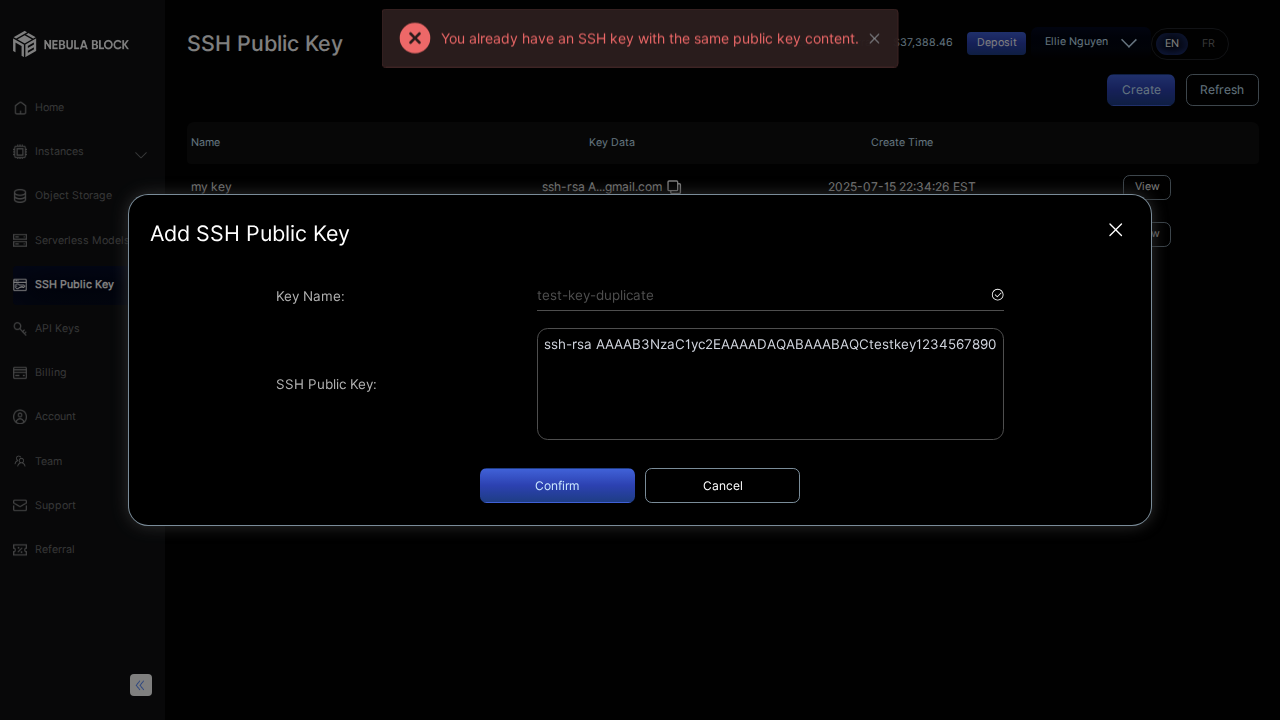 NEBULA BLOCK
SSH Public Key
You already have an SSH key with the same public key content.
37,388.46
Deposit
Ellie Nguyen
EN
FR
Create
Refresh
Home
Instances
Object Storage
Serverless Models
SSH Public Key
API Keys
Billing
Account
Team
Support
Referral
Name
Key Data
Create Time
my key
ssh-rsa A...gmail.com
2025-07-15 22:34:26 EST
View
Add SSH Public Key
Key Name:
test-key-duplicate
SSH Public Key:
ssh-rsa AAAAB3NzaC1yc2EAAAADAQABAAABAQCtestkey1234567890
Confirm
Cancel